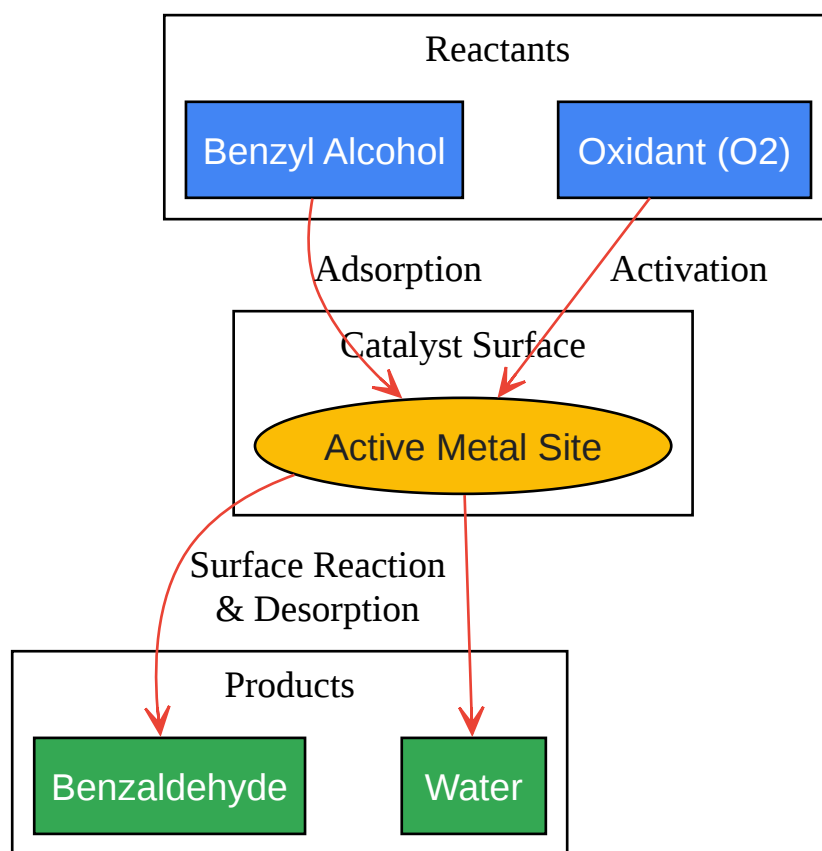 Reactants
Benzyl Alcohol
Oxidant (O2)
Adsorption
Activation
Catalyst Surface
Active Metal Site
Surface Reaction
& Desorption
Products
Benzaldehyde
Water